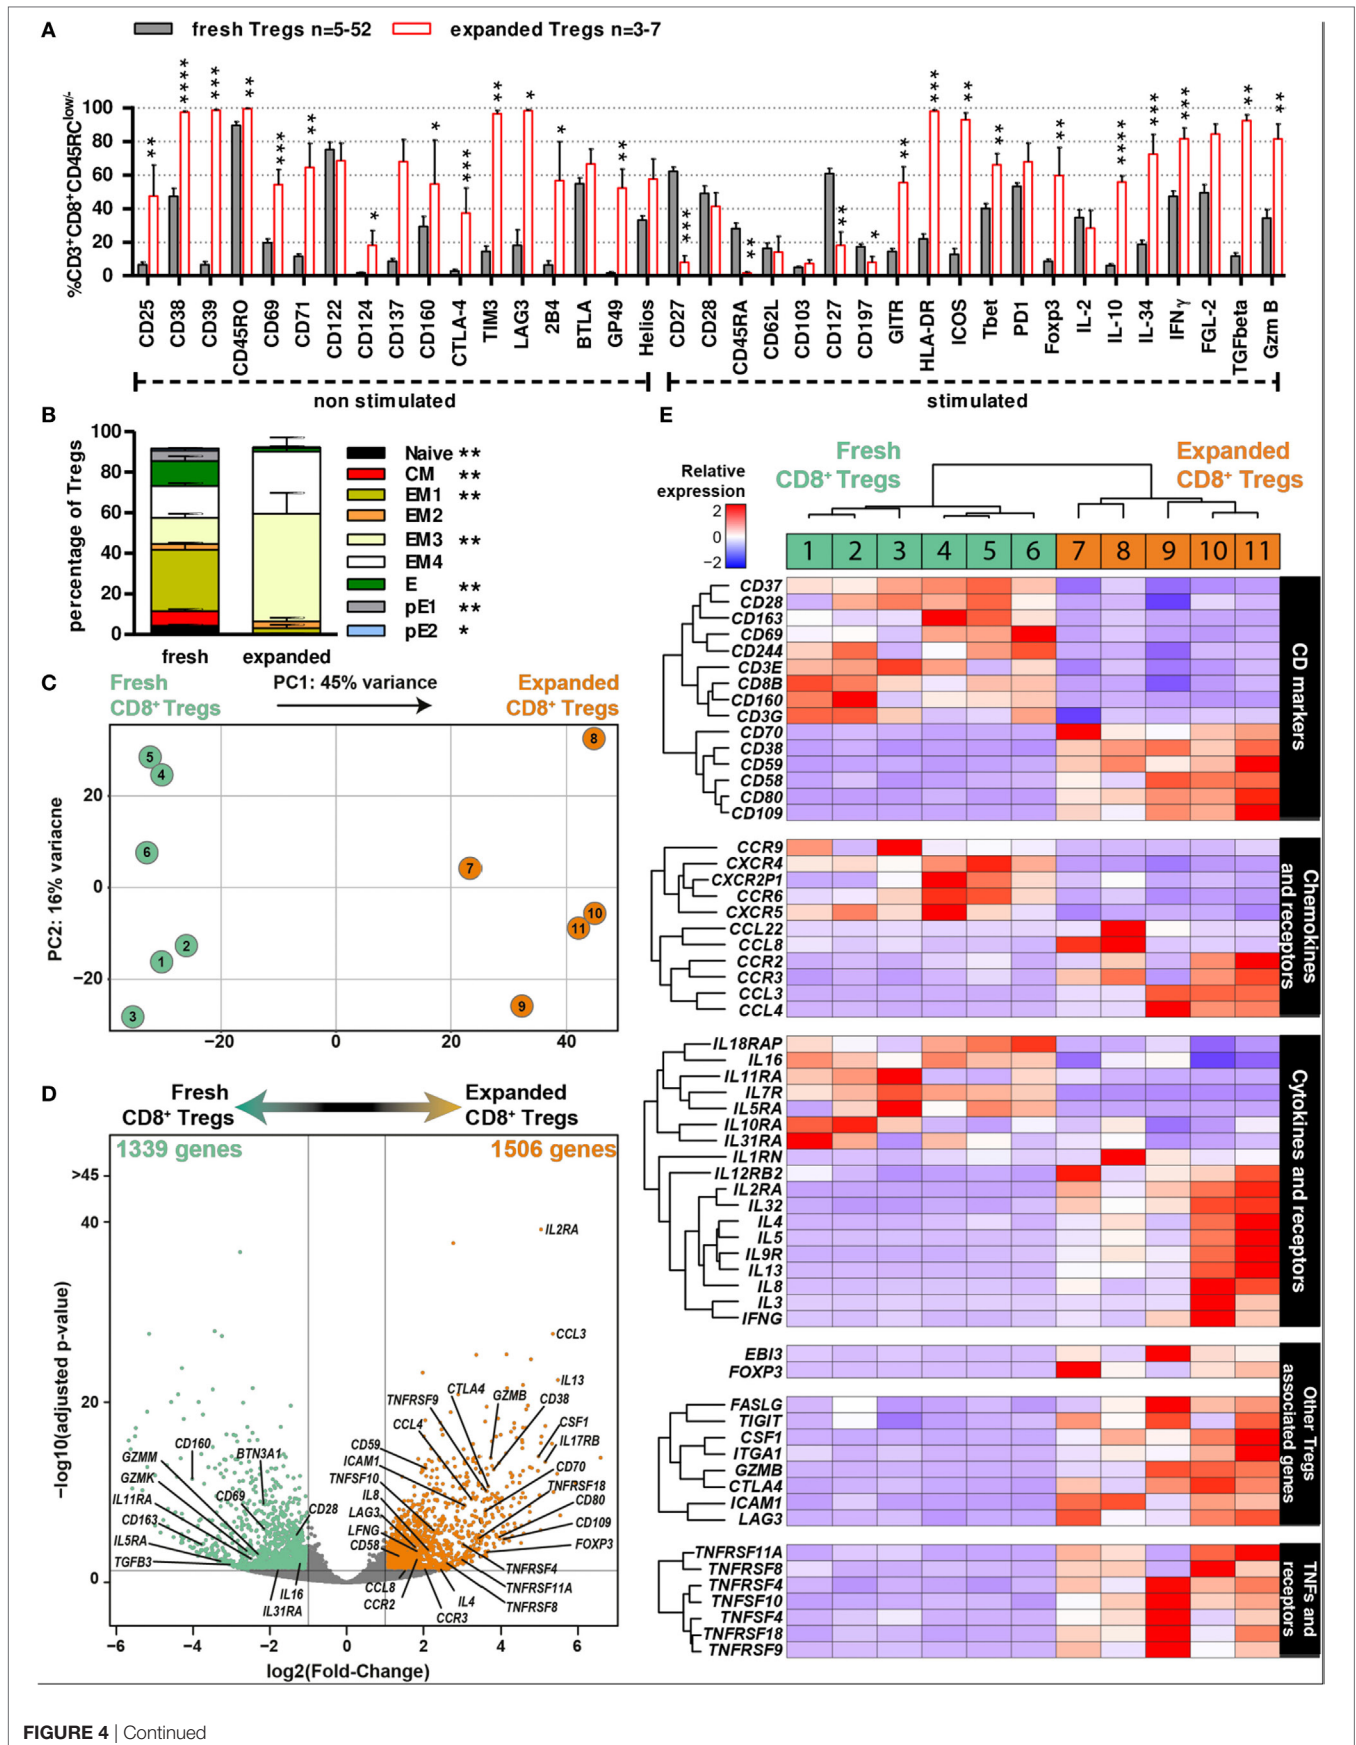 A
fresh Tregs n=5-52
expanded Tregs n=3-7
%CD3+CD8+CD45RClow/-
100
80
60
40
20
0
** **** *** ** *** ** * * *** ** * * ** *** ** ** * ** *** ** ** ** **** *** *** ** **
CD25 CD38 CD39 CD45RO CD69 CD71 CD122 CD124 CD137 CD160 CTLA-4 TIM3 LAG3 2B4 BTLA GP49 Helios CD27 CD28 CD45RA CD62L CD103 CD127 CD197 GITR HLA-DR ICOS Tbet PD1 Foxp3 IL-2 IL-10 IL-34 IFNγ FGL-2 TGFbeta Gzm B
non stimulated
stimulated
B
percentage of Tregs
100
80
60
40
20
0
fresh expanded
Naive **
CM **
EM1 **
EM2
EM3 **
EM4
E **
pE1 **
pE2 *
C
Fresh
CD8+ Tregs
PC1: 45% variance
Expanded
CD8+ Tregs
PC2: 16% variacne
20
0
−20
−20 0 20 40
5
4
6
2
1
3
8
7
10
11
9
D
Fresh
CD8+ Tregs
Expanded
CD8+ Tregs
1339 genes
1506 genes
−log10(adjusted p-value)
>45
40
20
0
−6 −4 −2 0 2 4 6
log2(Fold-Change)
GZMM
CD160
BTN3A1
GZMK
CD69
IL11RA
CD28
CD163
IL5RA
TGFB3
IL16
IL31RA
IL2RA
CCL3
IL13
CTLA4
GZMB
TNFRSF9
CD38
CCL4
CSF1
CD59
IL17RB
ICAM1
CD70
TNFSF10
TNFRSF18
IL8
CD80
LAG3
CD109
LFNG
FOXP3
CD58
TNFRSF4
CCL8
TNFRSF11A
CCR2
IL4
TNFRSF8
CCR3
E
Fresh
CD8+ Tregs
Expanded
CD8+ Tregs
Relative
expression
2
0
−2
1 2 3 4 5 6 7 8 9 10 11
CD37
CD28
CD163
CD69
CD244
CD3E
CD8B
CD160
CD3G
CD70
CD38
CD59
CD58
CD80
CD109
CD markers
CCR9
CXCR4
CXCR2P1
CCR6
CXCR5
CCL22
CCL8
CCR2
CCR3
CCL3
CCL4
Chemokines
and receptors
IL18RAP
IL16
IL11RA
IL7R
IL5RA
IL10RA
IL31RA
IL1RN
IL12RB2
IL2RA
IL32
IL4
IL5
IL9R
IL13
IL8
IL3
IFNG
Cytokines and receptors
EBI3
FOXP3
FASLG
TIGIT
CSF1
ITGA1
GZMB
CTLA4
ICAM1
LAG3
Other Tregs
associated genes
TNFRSF11A
TNFRSF8
TNFRSF4
TNFSF10
TNFSF4
TNFRSF18
TNFRSF9
TNFs and
receptors
FIGURE 4 | Continued